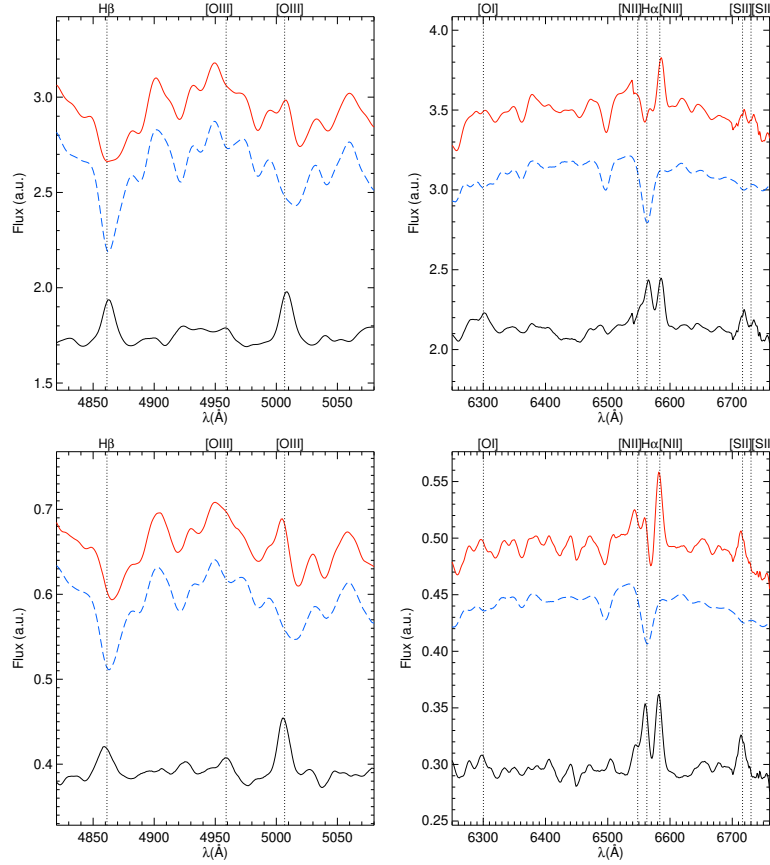 Hβ [OIII] [OIII]
3.0
2.5
2.0
1.5
Flux (a.u.)
4850 4900 4950 5000 5050
λ(Å)
[OI] [NII]Hα[NII] [SII] [SII
4.0
3.5
3.0
2.5
2.0
Flux (a.u.)
6300 6400 6500 6600 6700
λ(Å)
Hβ [OIII] [OIII]
0.7
0.6
0.5
0.4
Flux (a.u.)
4850 4900 4950 5000 5050
λ(Å)
[OI] [NII]Hα[NII] [SII] [SII
0.55
0.50
0.45
0.40
0.35
0.30
0.25
Flux (a.u.)
6300 6400 6500 6600 6700
λ(Å)